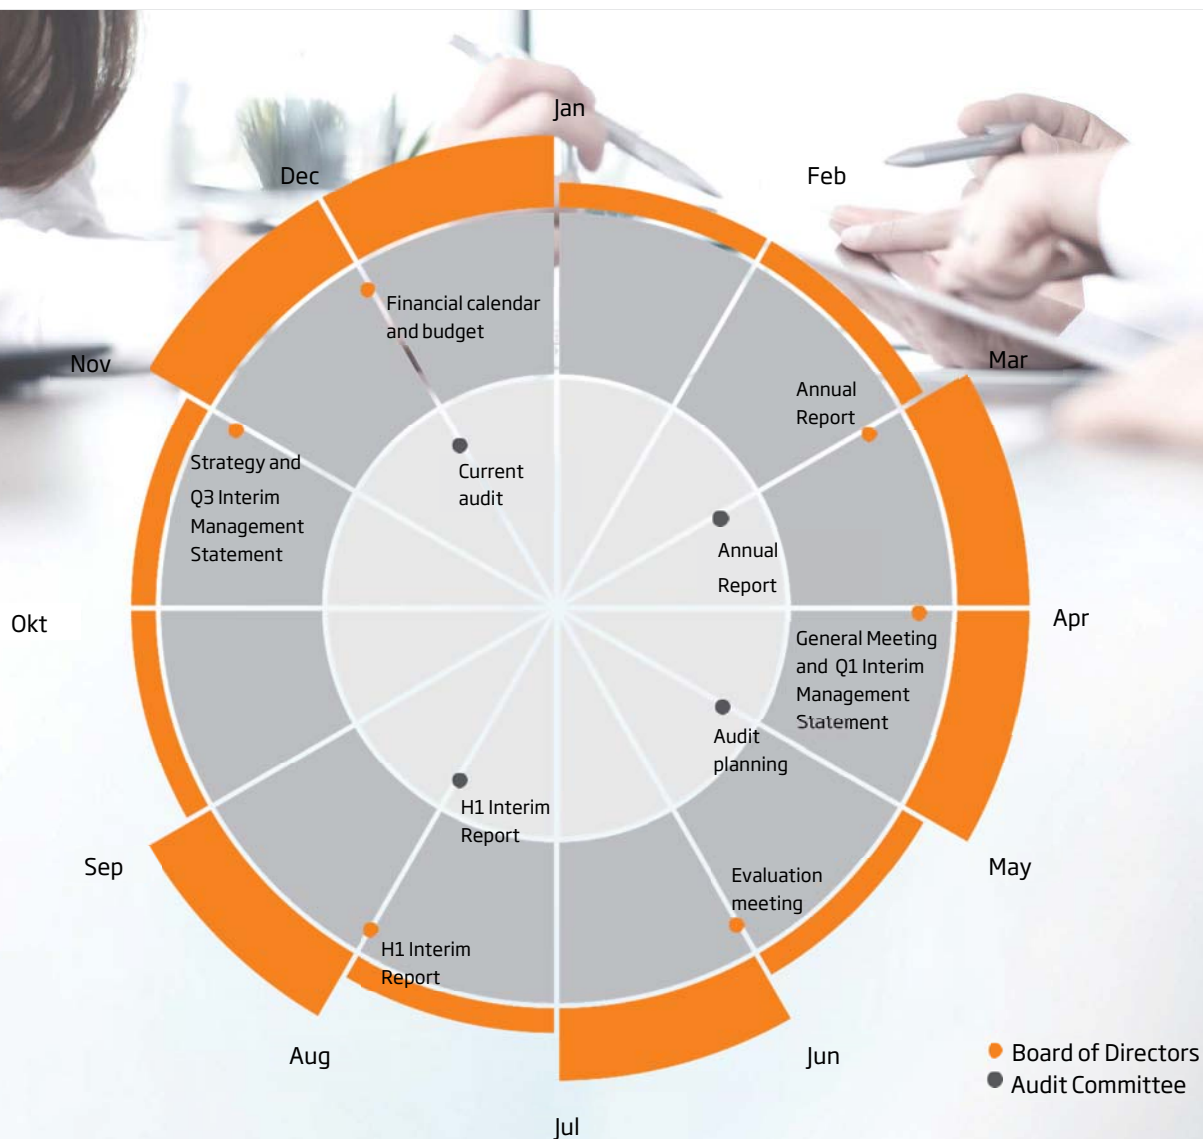 Jan
Dec
Feb
Financial calendar
and budget
Nov
Mar
Annual
Report
Strategy and
Q3 Interim
Management
Statement
Current
audit
Annual
Report
Okt
Apr
General Meeting
and Q1 Interim
Management
Statement
Audit
planning
H1 Interim
Report
Sep
May
Evaluation
meeting
H1 Interim
Report
Aug
Jun
Jul
Board of Directors
Audit Committee